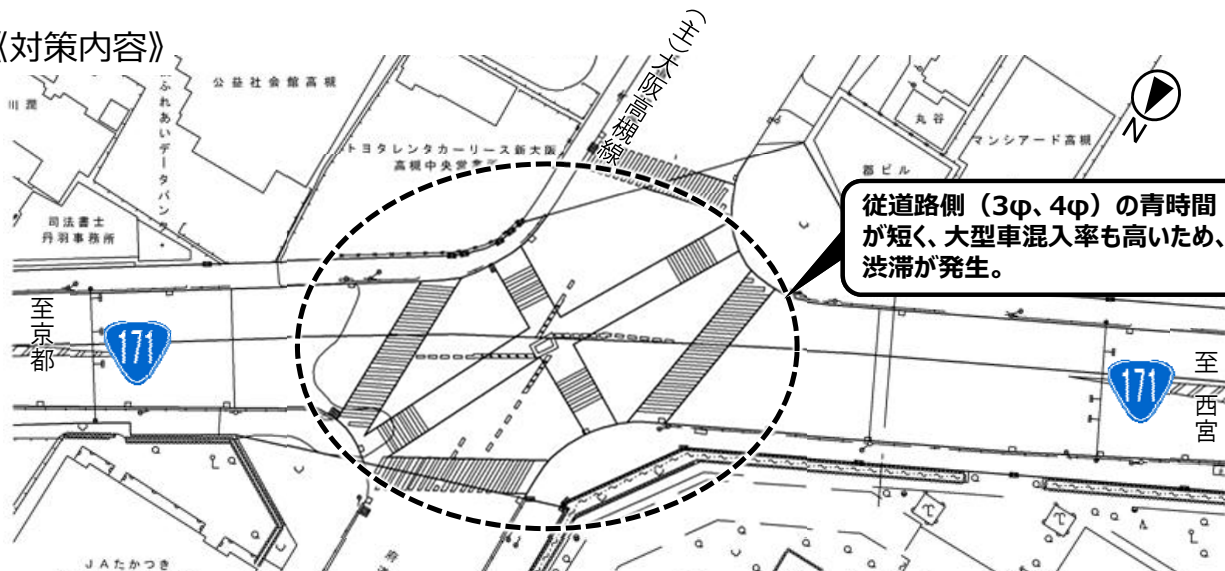 《対策内容》
公益社会館高槻
川潤
ふれあいデータバンク
司法書士
丹羽事務所
トヨタレンタカーリース新大阪
高槻中央営業所
(主)大阪高槻線
丸谷
マンシアード高槻
郡ビル
N
従道路側（3φ、4φ）の青時間
が短く、大型車混入率も高いため、
渋滞が発生。
至京都
171
171
至西宮
JAたかつき
府